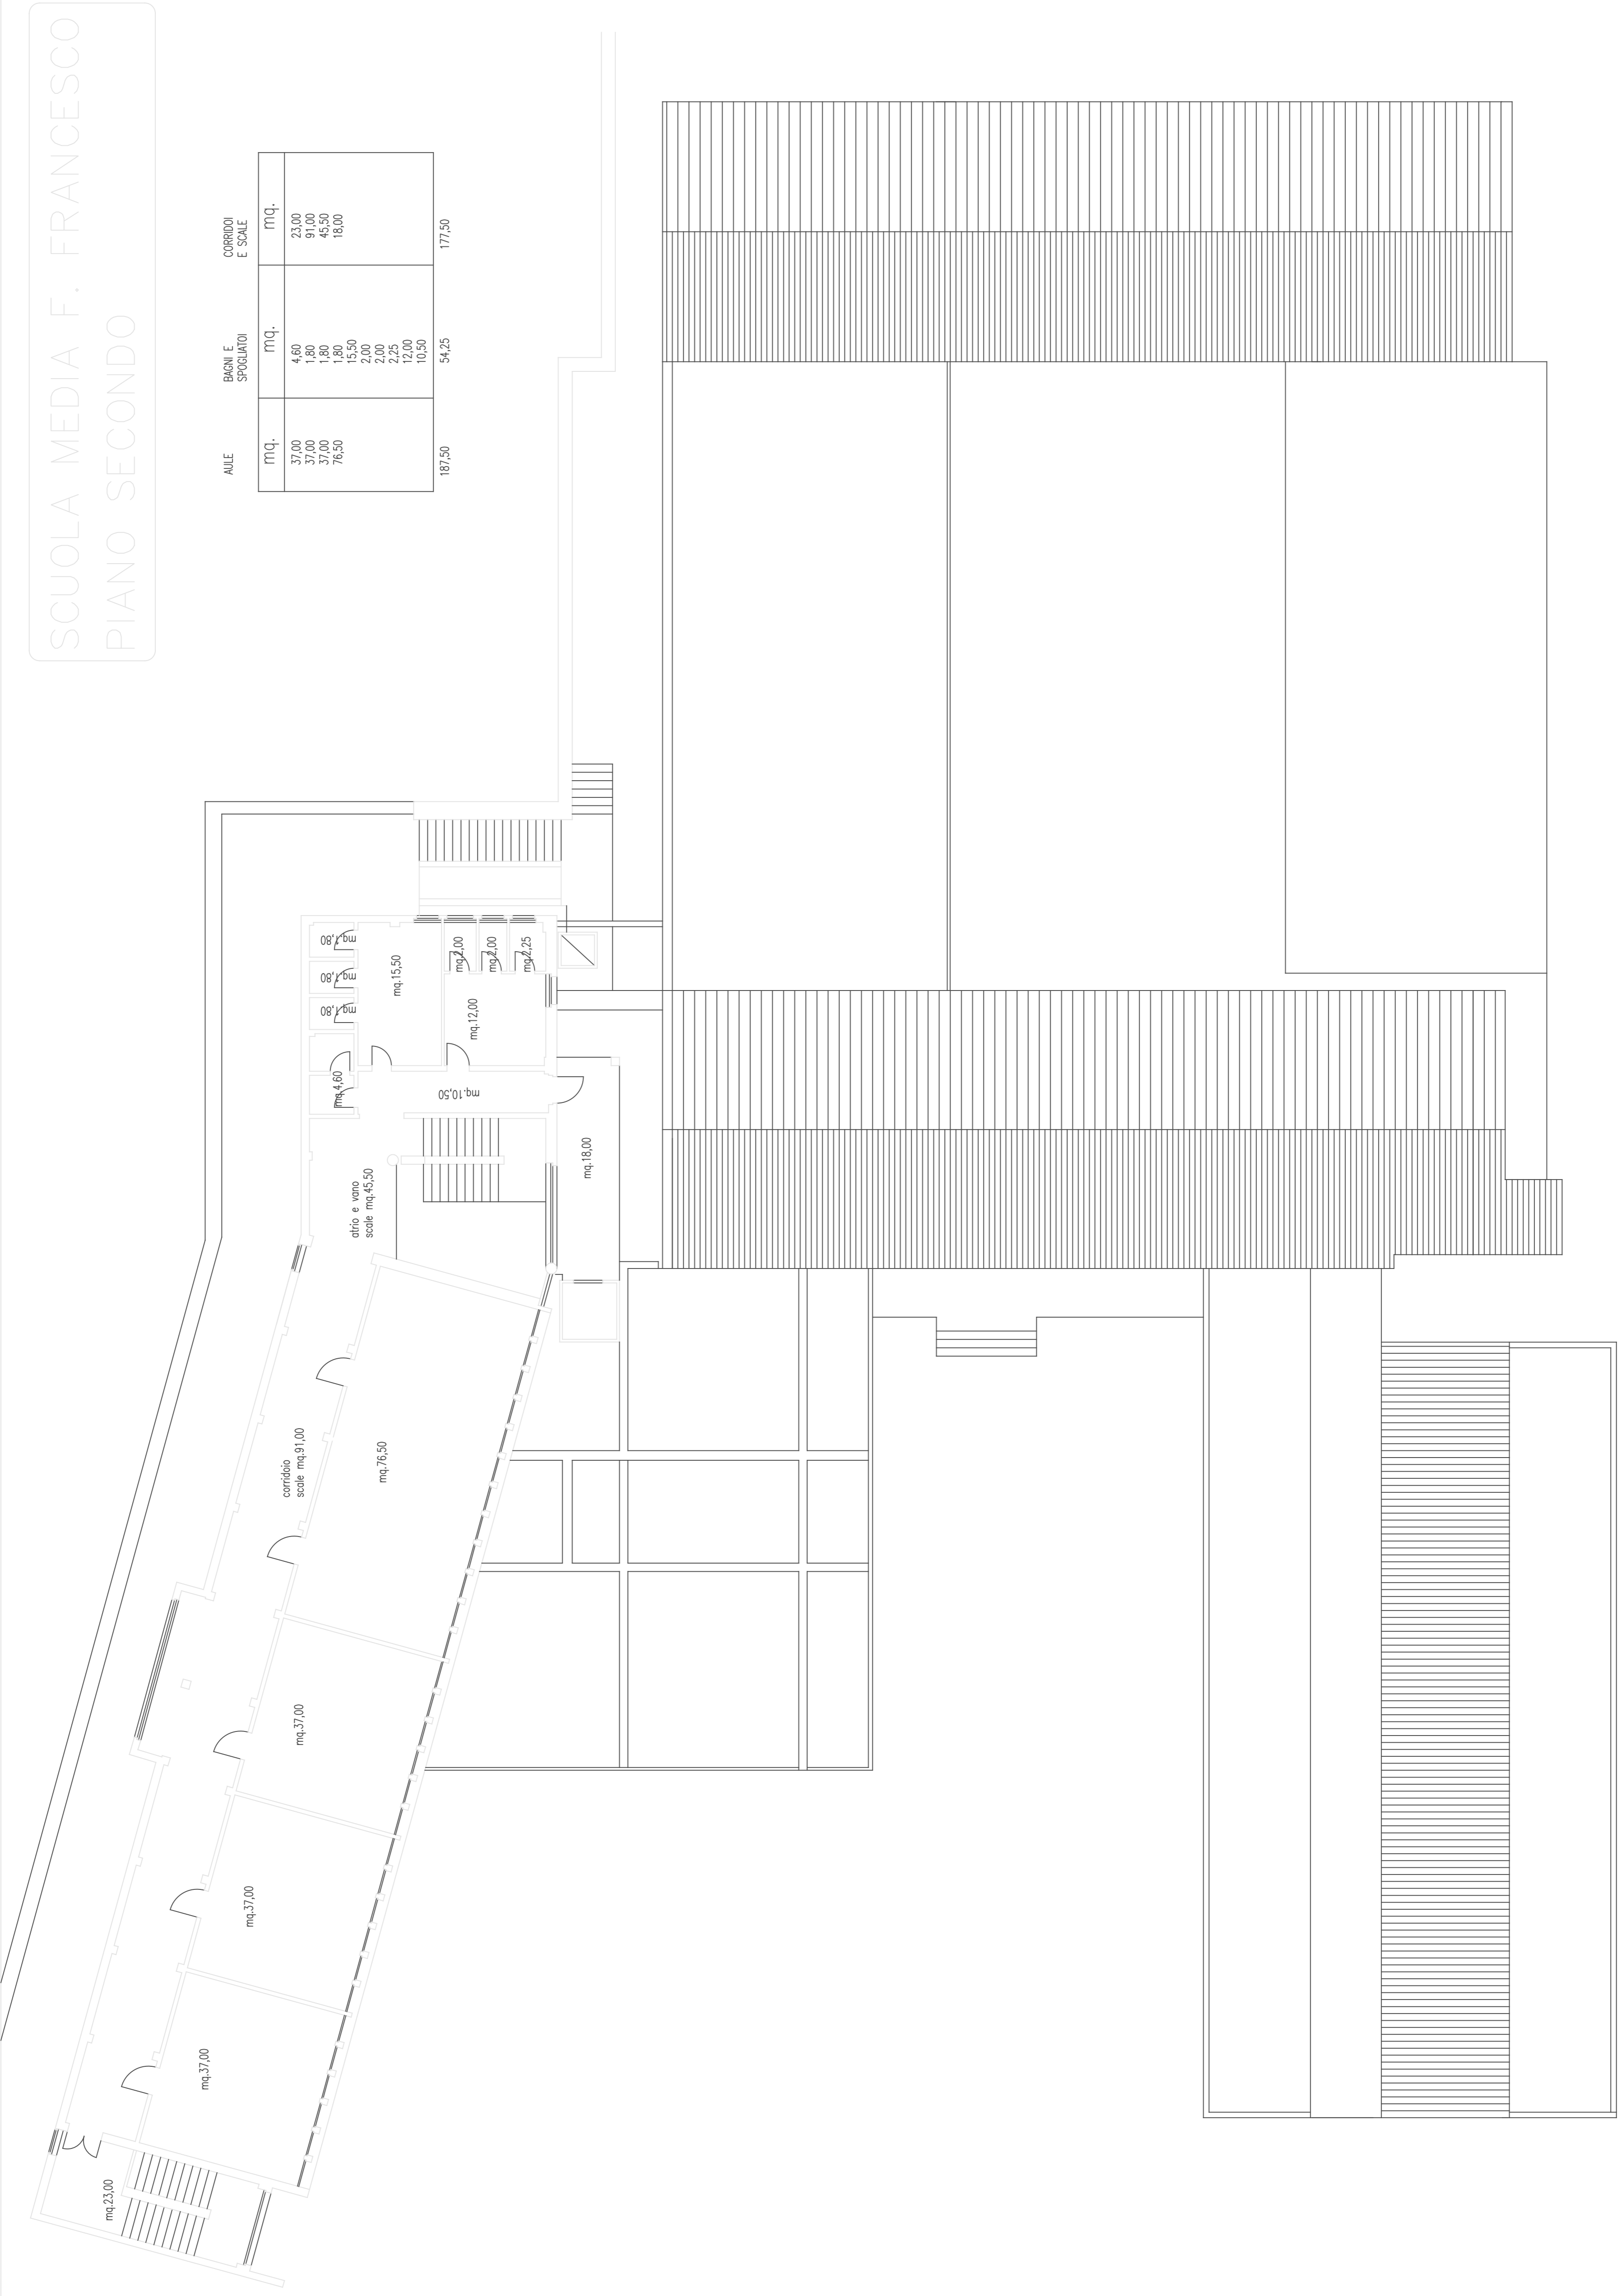 SCUOLA MEDIA F. FRANCESCO
PIANO SECONDO
AULE
BAGNI E
SPOGLIATOI
CORRIDOI
E SCALE
mq. mq. mq.
37,00 4,60 23,00
37,00 1,80 91,00
37,00 1,80 45,50
76,50 1,80 18,00
15,50
2,00
2,00
2,25
12,00
10,50
187,50 54,25 177,50
mq.23,00
mq.37,00
mq.37,00
mq.37,00
corridoio
scale mq.91,00
mq.76,50
atrio e vano
scale mq.45,50
mq.4,60
mq.1,80
mq.1,80
mq.1,80
mq.15,50
mq.10,50
mq.12,00
mq.2,00
mq.2,00
mq.2,25
mq.18,00